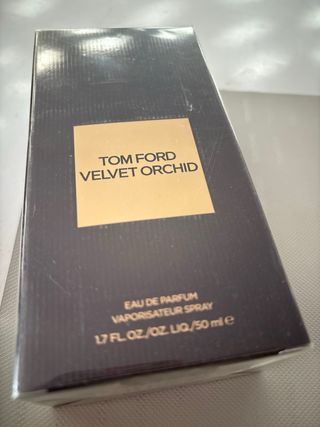 TOM FORD
VELVET ORCHID
EAU DE PARFUM
VAPORISATEUR SPRAY
1.7 FL. OZ./OZ. LIQ./50 ml ℮